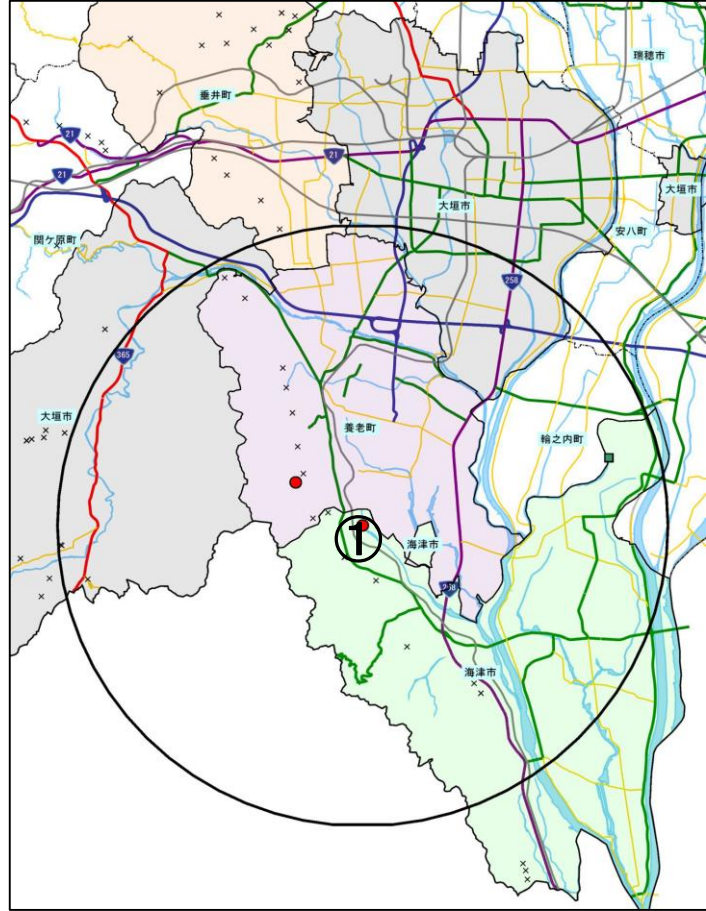 瑞穂市
垂井町
21
21
21
大垣市
大垣市
関ケ原町
安八町
258
365
大垣市
養老町
輪之内町
①
海津市
258
海津市